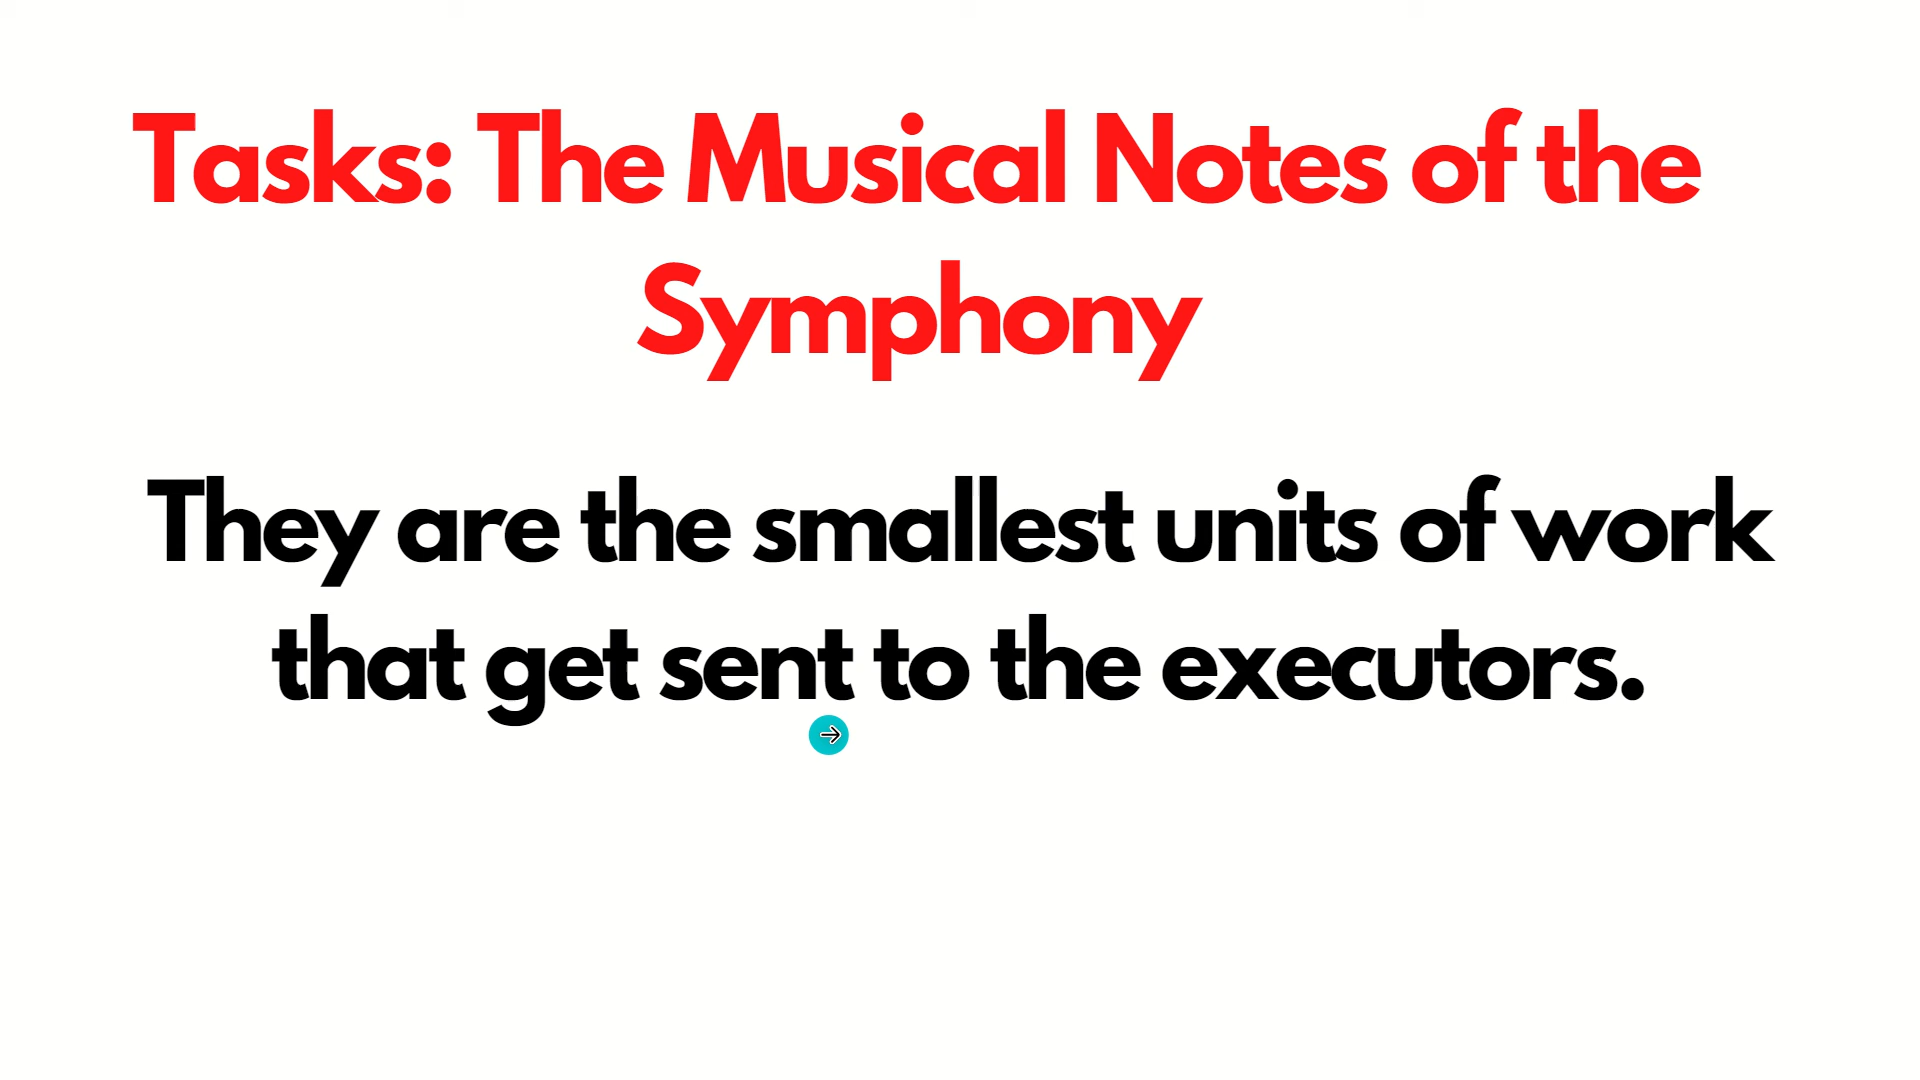 Tasks: The Musical Notes of the
Symphony
They are the smallest units of work
that get sent to the executors.